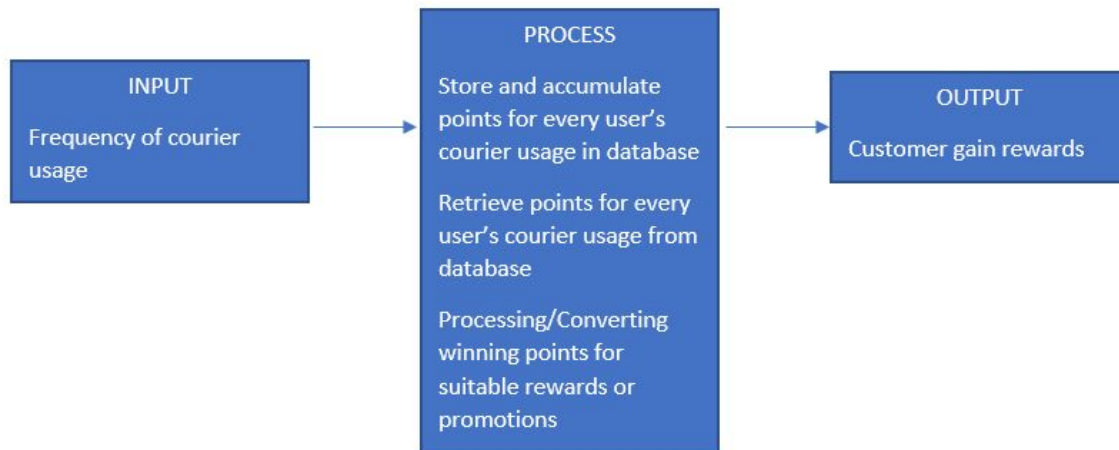 INPUT
Frequency of courier
usage
PROCESS
Store and accumulate
points for every user's
courier usage in database
Retrieve points for every
user's courier usage from
database
Processing/Converting
winning points for
suitable rewards or
promotions
OUTPUT
Customer gain rewards